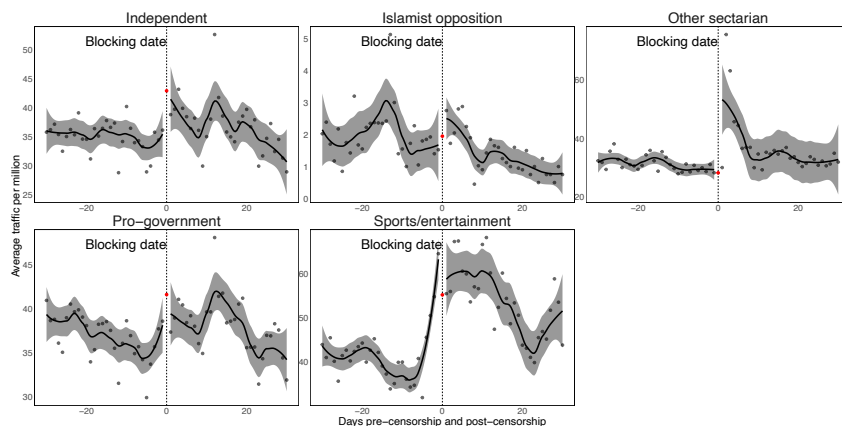 Independent
Islamist opposition
Other sectarian
Blocking date
Blocking date
Blocking date
50
45
40
35
30
25
5
4
3
2
1
0
60
40
20
−20 0 20
−20 0 20
−20 0 20
Pro−government
Sports/entertainment
Blocking date
Blocking date
45
40
35
30
60
50
40
−20 0 20
−20 0 20
Average traffic per million
Days pre−censorship and post−censorship